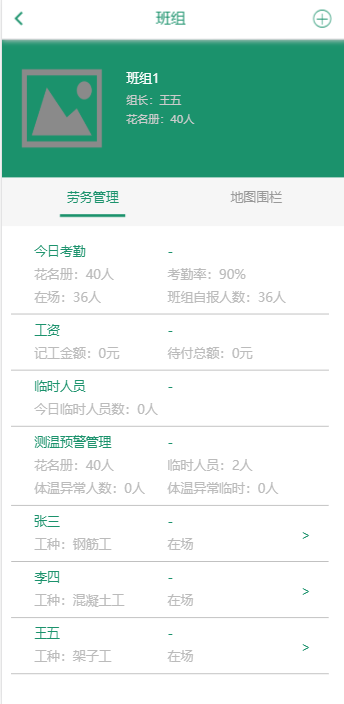 班组
班组1
组长：王五
花名册：40人
劳务管理 地图围栏
今日考勤 -
花名册：40人 考勤率：90%
在场：36人 班组自报人数：36人
工资 -
记工金额：0元 待付总额：0元
临时人员 -
今日临时人员数：0人
测温预警管理 -
花名册：40人 临时人员：2人
体温异常人数：0人 体温异常临时：0人
张三 -
工种：钢筋工 在场 >
李四 -
工种：混凝土工 在场 >
王五 -
工种：架子工 在场 >